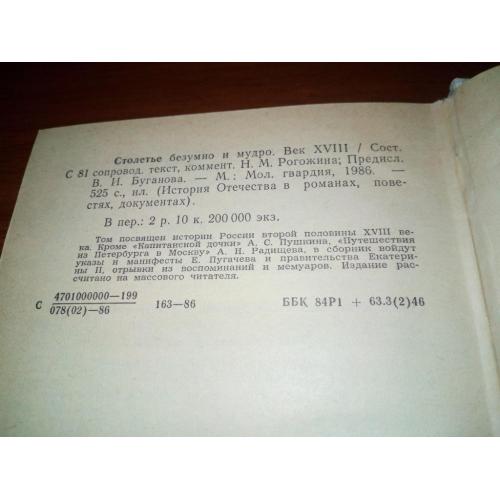 Столетье безумно и мудро. Век XVIII / Сост.
С 81 сопровод. текст, коммент. Н. М. Рогожина; Предисл.
В. И. Буганова. — М.: Мол. гвардия, 1986. —
525 с., ил. (История Отечества в романах, пове-
стях, документах).
В пер.: 2 р. 10 к. 200 000 экз.
Том посвящен истории России второй половины XVIII ве-
ка. Кроме «Капитанской дочки» А. С. Пушкина, «Путешествия
из Петербурга в Москву» А. Н. Радищева, в сборник войдут
указы и манифесты Е. Пугачева и правительства Екатери-
ны II, отрывки из воспоминаний и мемуаров. Издание рас-
считано на массового читателя.
С 4701000000—199
078(02)—86 163—86 ББК 84Р1 + 63.3(2)46